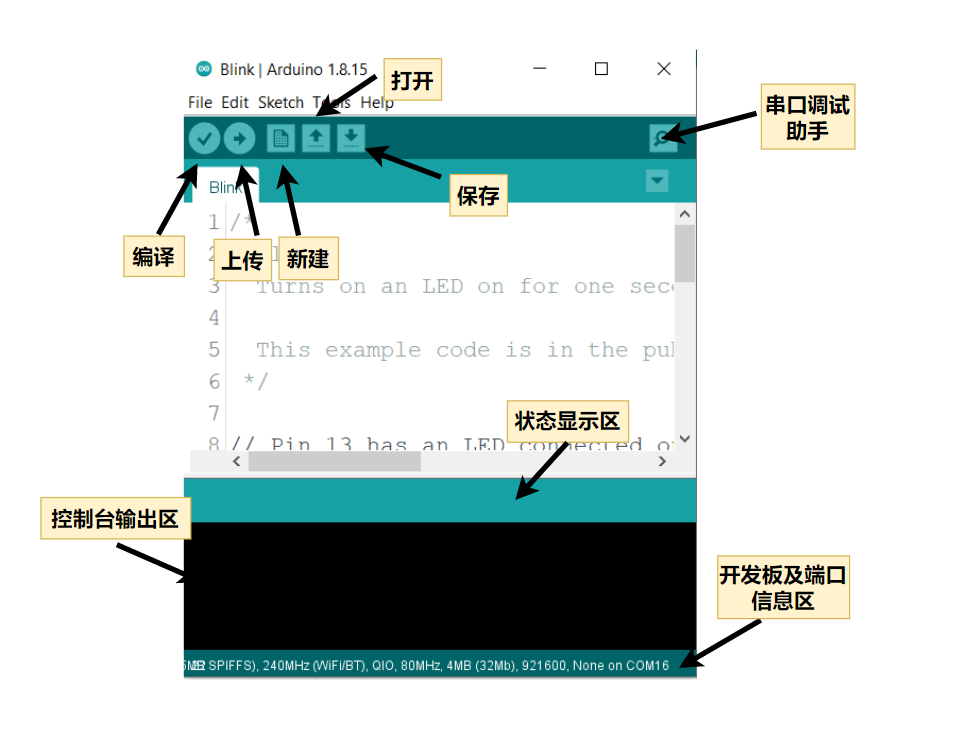 Blink | Arduino 1.8.15
打开
File Edit Sketch Tools Help
串口调试
助手
保存
Blink
编译
上传
新建
1 /*
2
3 Turns on an LED on for one sec
4
5 This example code is in the pub
6 */
7
8 // Pin 13 has an LED connected o
状态显示区
控制台输出区
开发板及端口
信息区
SPIFFS), 240MHz (WiFi/BT), QIO, 80MHz, 4MB (32Mb), 921600, None on COM16